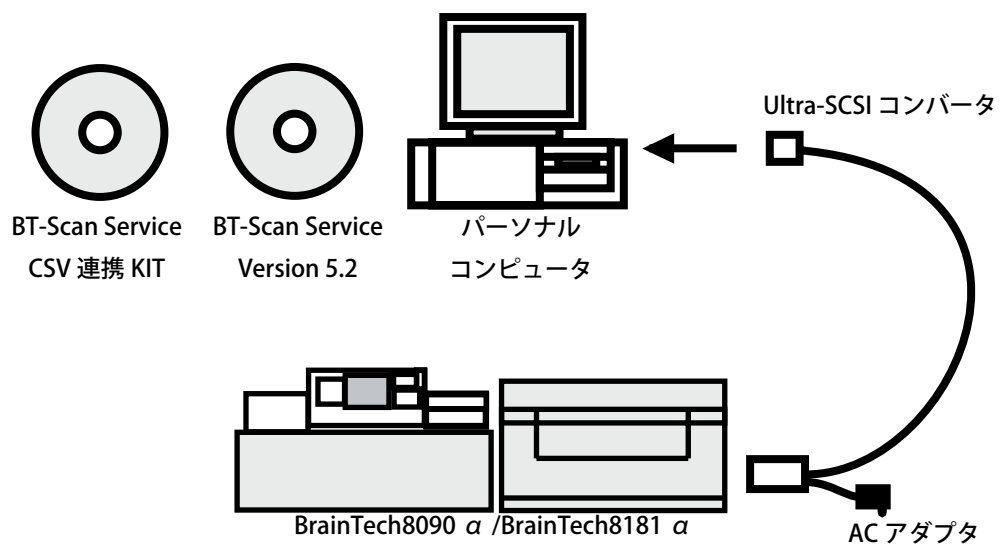 Ultra-SCSI コンバータ
BT-Scan Service
CSV 連携 KIT
BT-Scan Service
Version 5.2
パーソナル
コンピュータ
BrainTech8090 α /BrainTech8181 α
AC アダプタ